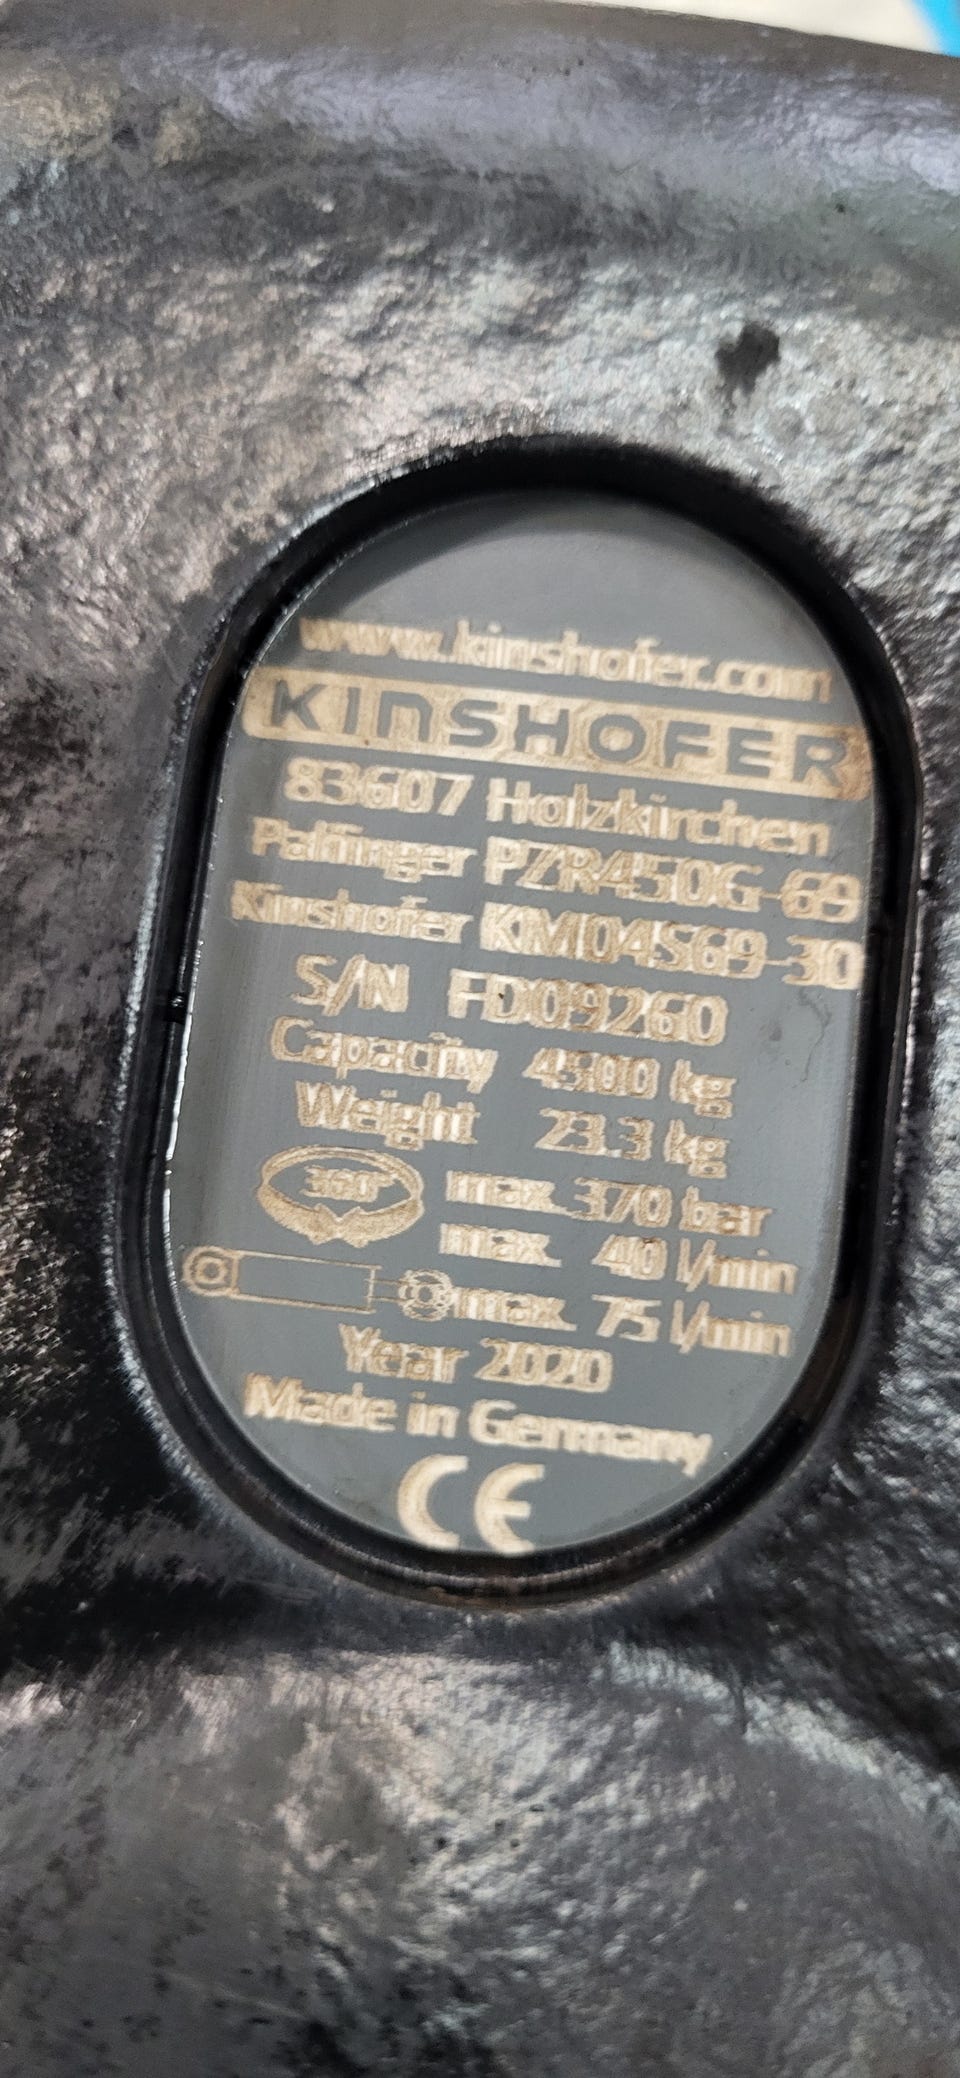 www.kinshofer.com
KINSHOFER
83607 Holzkirchen
Palfinger PZR450G-69
Kinshofer KM04S69-30
S/N FD09260
Capacity 4500 kg
Weight 23.3 kg
360° max. 370 bar
max. 40 l/min
max. 75 l/min
Year 2020
Made in Germany
CE